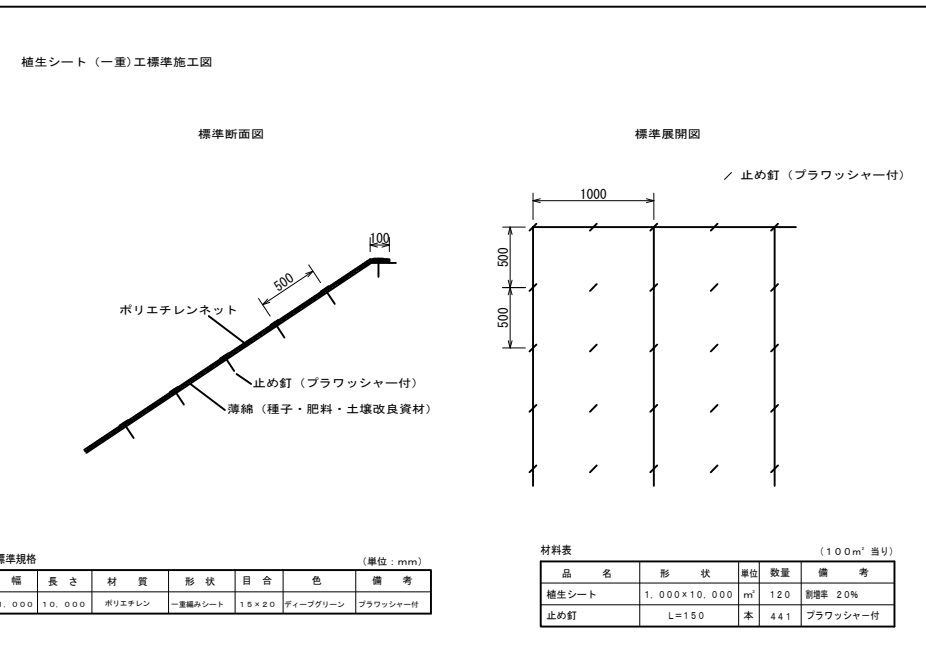 植生シート（一重）工標準施工図
標準断面図
標準展開図
止め釘（プラワッシャー付）
1000
100
500
500
500
ポリエチレンネット
止め釘（プラワッシャー付）
薄綿（種子・肥料・土壌改良資材）
標準規格
（単位：mm）
幅 長さ 材質 形状 目合 色 備考
1,000 10,000 ポリエチレン 一重編みシート 15×20 ディープグリーン プラワッシャー付
材料表
（１００m² 当り）
品名 形状 単位 数量 備考
植生シート 1,000×10,000 m² 120 割増率 20%
止め釘 L=150 本 441 プラワッシャー付